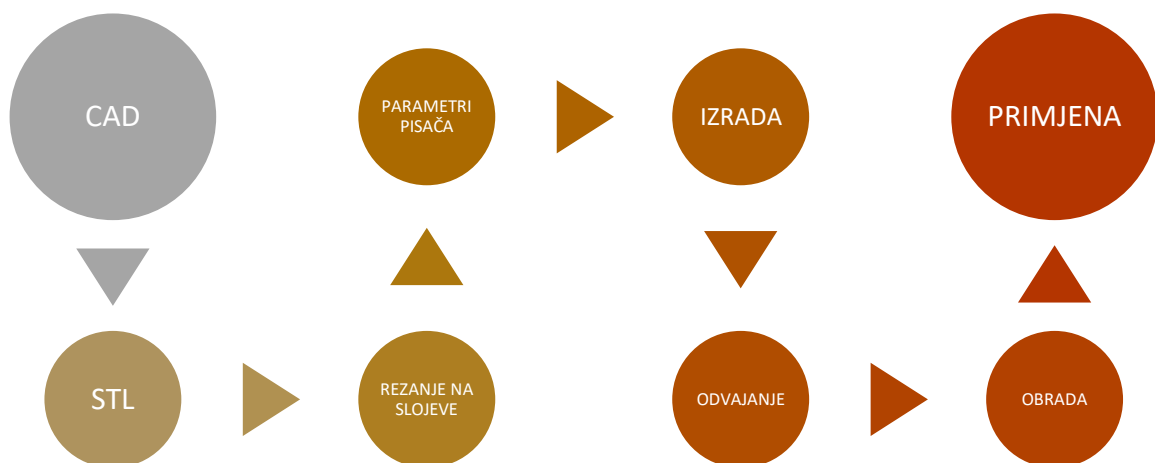 CAD
STL
REZANJE NA
SLOJEVE
PARAMETRI
PISAČA
IZRADA
ODVAJANJE
OBRADA
PRIMJENA